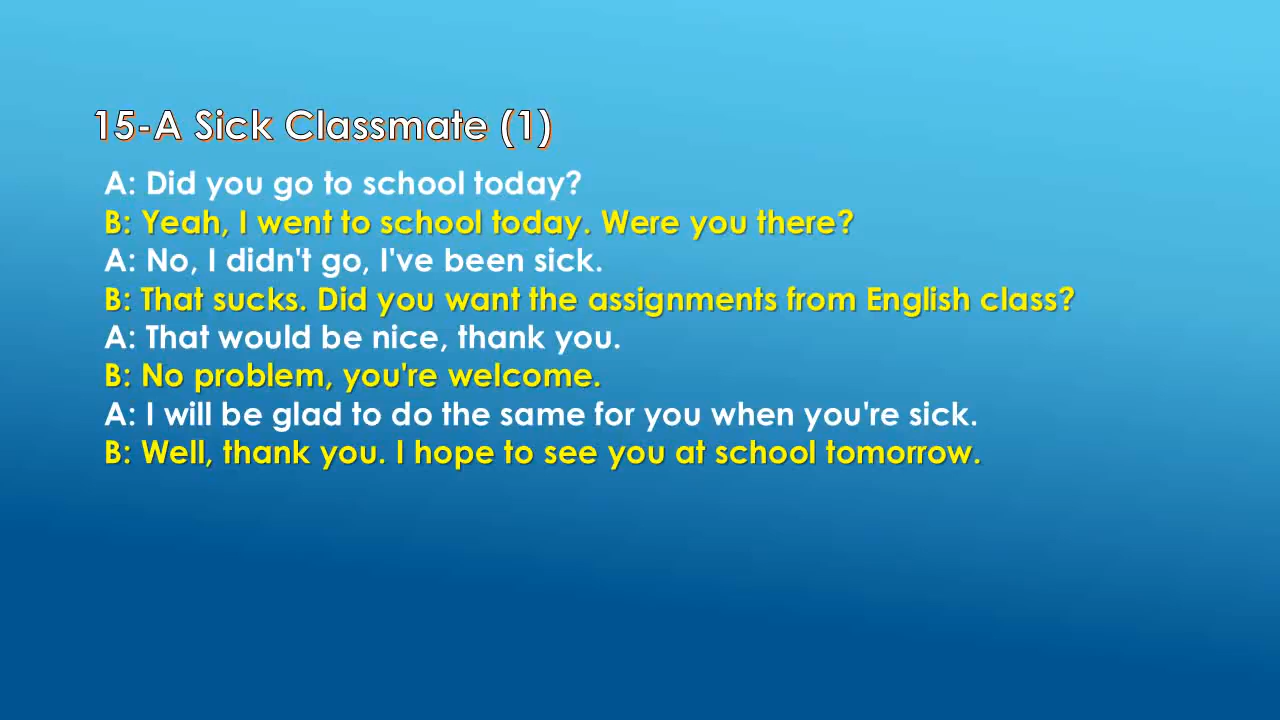 15-A Sick Classmate (1)
A: Did you go to school today?
B: Yeah, I went to school today. Were you there?
A: No, I didn't go, I've been sick.
B: That sucks. Did you want the assignments from English class?
A: That would be nice, thank you.
B: No problem, you're welcome.
A: I will be glad to do the same for you when you're sick.
B: Well, thank you. I hope to see you at school tomorrow.